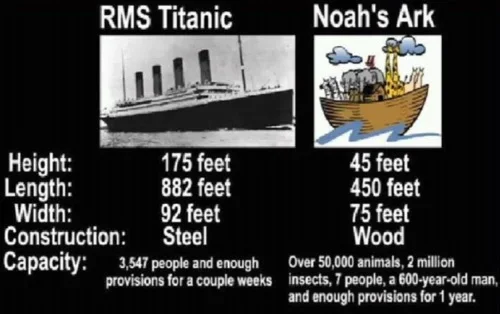 RMS Titanic Noah's Ark
Height: 175 feet 45 feet
Length: 882 feet 450 feet
Width: 92 feet 75 feet
Construction: Steel Wood
Capacity: 3,547 people and enough Over 50,000 animals, 2 million
provisions for a couple weeks insects, 7 people, a 600-year-old man,
and enough provisions for 1 year.